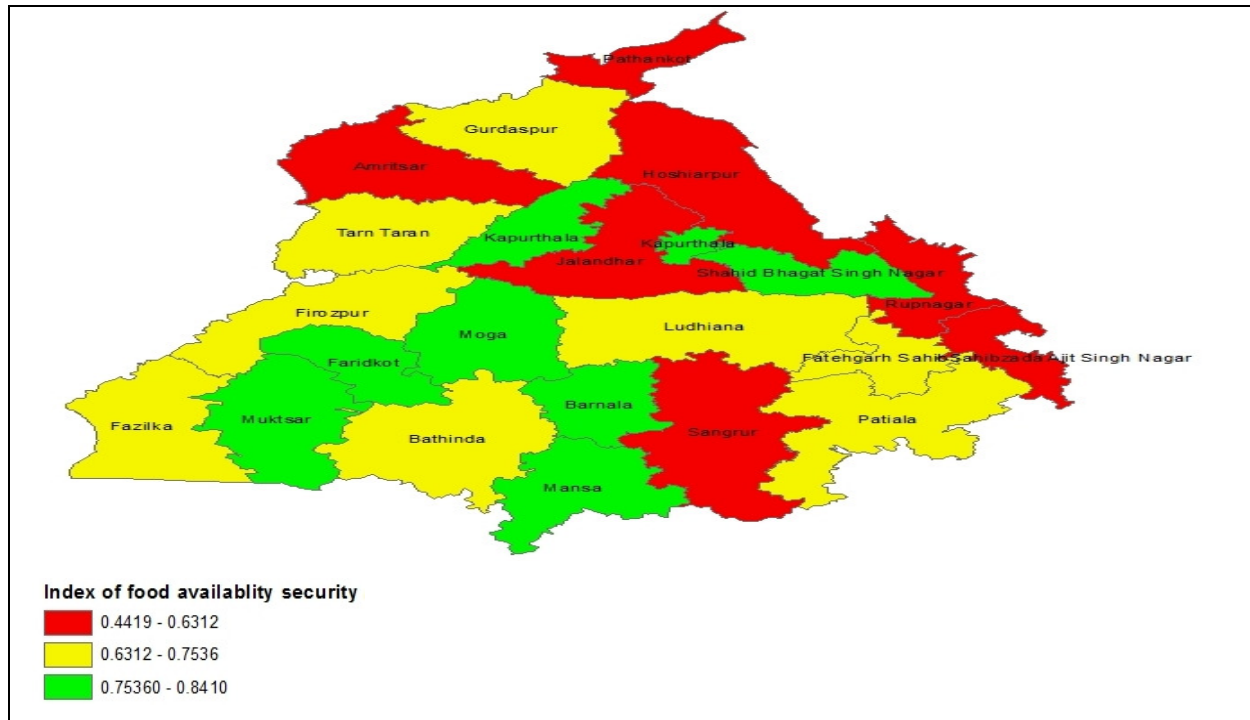 Pathankot
Gurdaspur
Amritsar
Hoshiarpur
Tarn Taran
Kapurthala
Kapurthala
Jalandhar
Shahid Bhagat Singh Nagar
Rupnagar
Firozpur
Moga
Ludhiana
Faridkot
Fatehgarh Sahib
Sahibzada Ajit Singh Nagar
Fazilka
Muktsar
Bathinda
Barnala
Sangrur
Patiala
Mansa
Index of food availablity security
0.4419 - 0.6312
0.6312 - 0.7536
0.75360 - 0.8410